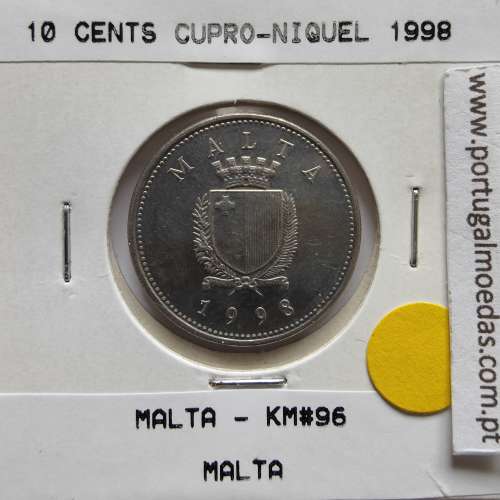 10 CENTS CUPRO-NIQUEL 1998
MALTA
1998
MALTA - KM#96
MALTA
www.portugalmoedas.com.pt